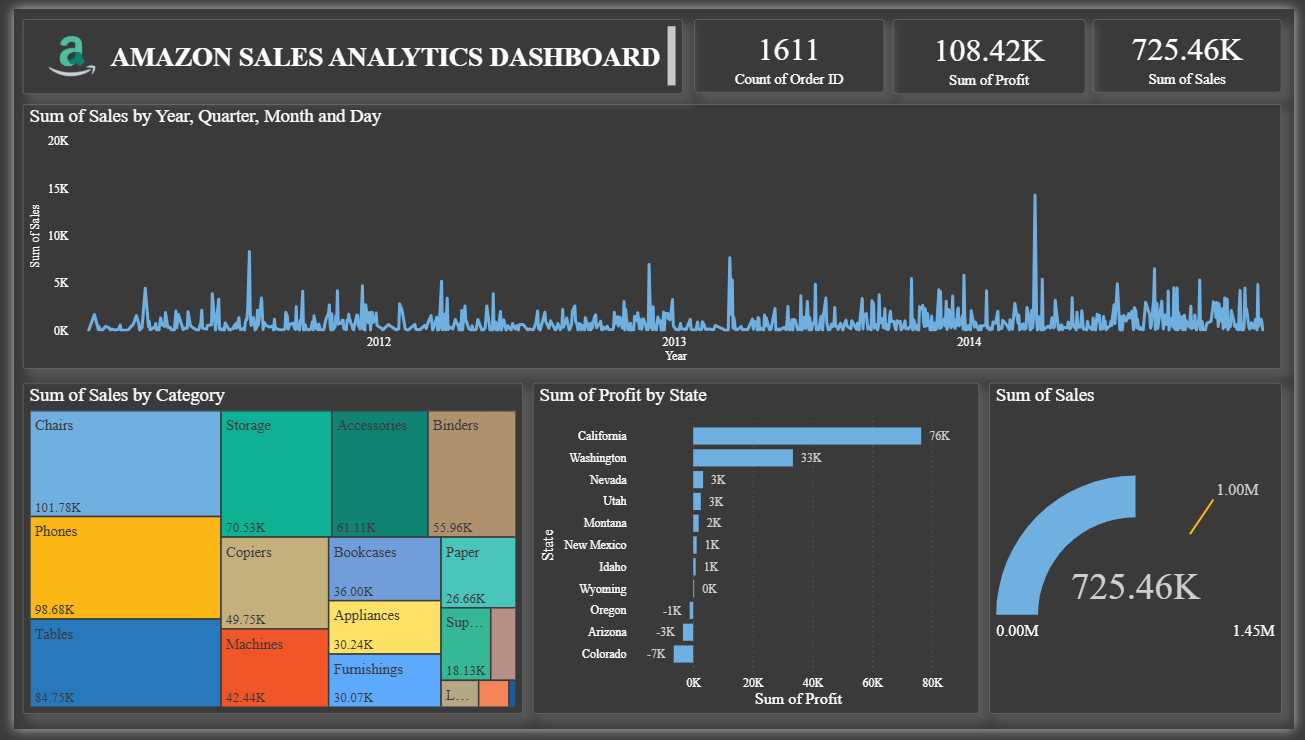 a
AMAZON SALES ANALYTICS DASHBOARD
1611
Count of Order ID
108.42K
Sum of Profit
725.46K
Sum of Sales
Sum of Sales by Year, Quarter, Month and Day
20K
15K
10K
5K
0K
Sum of Sales
2012
2013
2014
Year
Sum of Sales by Category
Chairs
101.78K
Phones
98.68K
Tables
84.75K
Storage
70.53K
Accessories
61.11K
Binders
55.96K
Copiers
49.75K
Machines
42.44K
Bookcases
36.00K
Appliances
30.24K
Furnishings
30.07K
Paper
26.66K
Sup…
18.13K
L…
Sum of Profit by State
State
California 76K
Washington 33K
Nevada 3K
Utah 3K
Montana 2K
New Mexico 1K
Idaho 1K
Wyoming 0K
Oregon -1K
Arizona -3K
Colorado -7K
0K 20K 40K 60K 80K
Sum of Profit
Sum of Sales
1.00M
725.46K
0.00M
1.45M